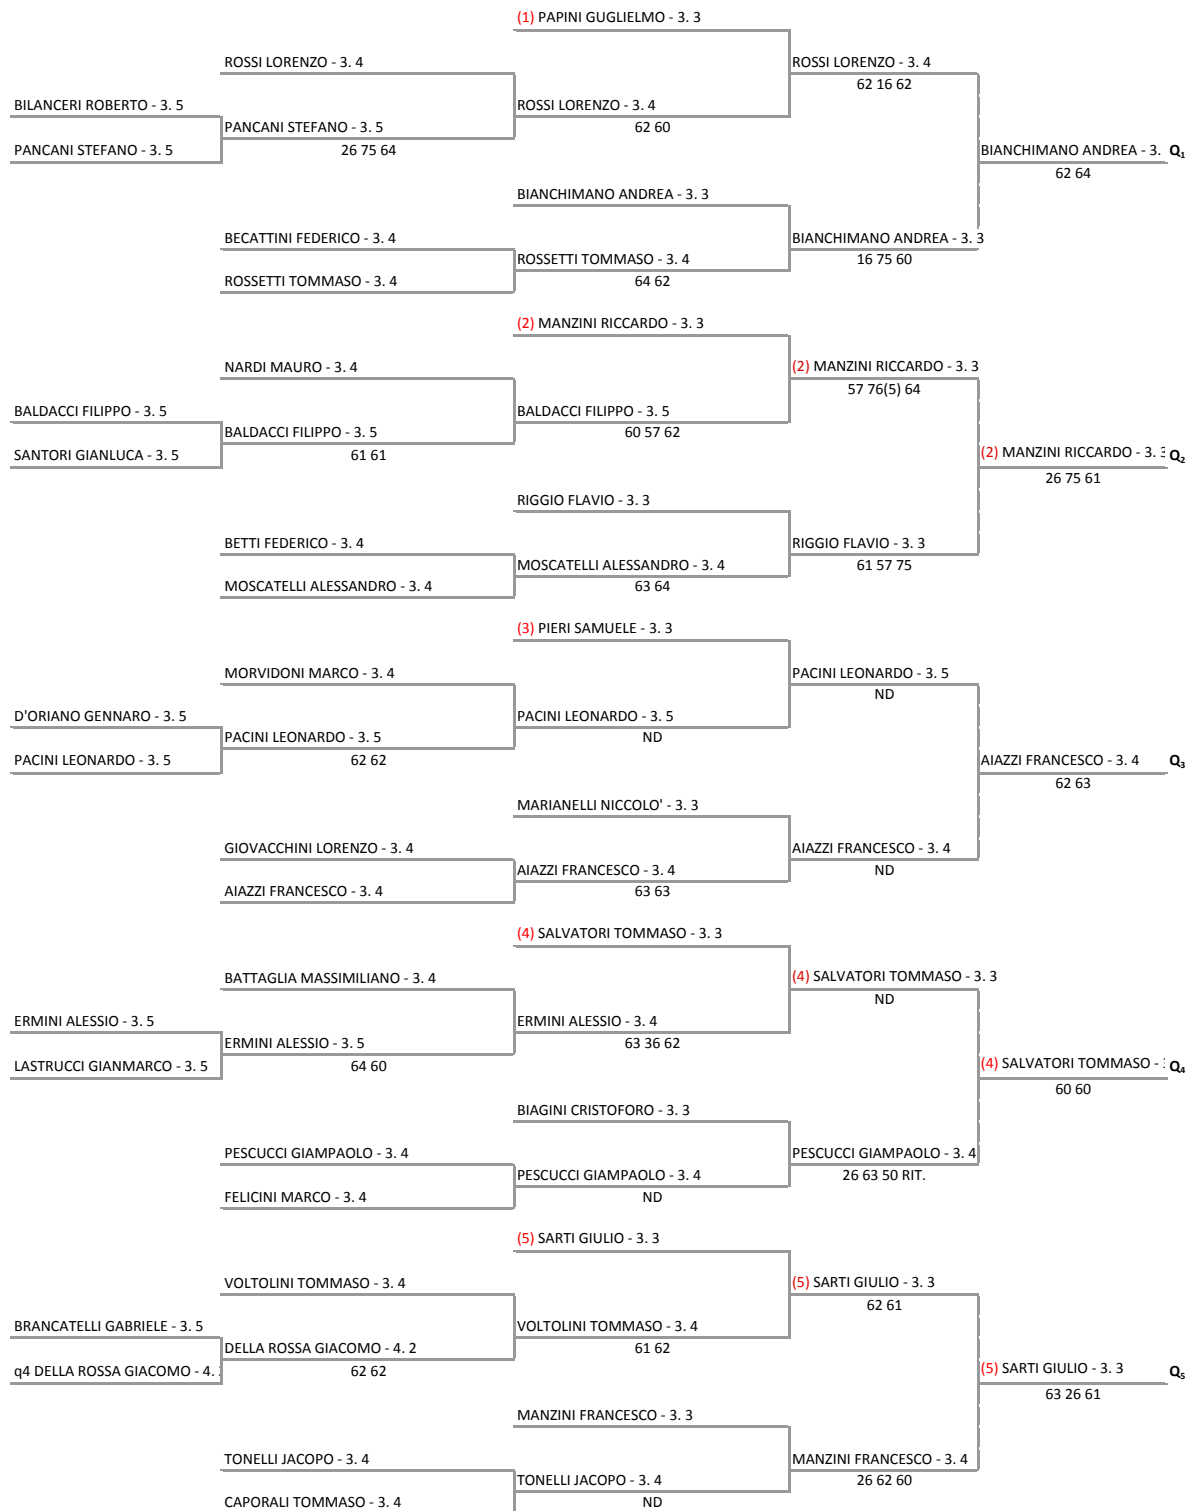 (1) PAPINI GUGLIELMO - 3. 3
ROSSI LORENZO - 3. 4
ROSSI LORENZO - 3. 4
62 16 62
BILANCERI ROBERTO - 3. 5
ROSSI LORENZO - 3. 4
PANCANI STEFANO - 3. 5
62 60
PANCANI STEFANO - 3. 5
26 75 64
BIANCHIMANO ANDREA - 3. Q1
62 64
BIANCHIMANO ANDREA - 3. 3
BECATTINI FEDERICO - 3. 4
BIANCHIMANO ANDREA - 3. 3
ROSSETTI TOMMASO - 3. 4
16 75 60
ROSSETTI TOMMASO - 3. 4
64 62
(2) MANZINI RICCARDO - 3. 3
NARDI MAURO - 3. 4
(2) MANZINI RICCARDO - 3. 3
57 76(5) 64
BALDACCI FILIPPO - 3. 5
BALDACCI FILIPPO - 3. 5
BALDACCI FILIPPO - 3. 5
60 57 62
SANTORI GIANLUCA - 3. 5
61 61
(2) MANZINI RICCARDO - 3. 3 Q2
26 75 61
RIGGIO FLAVIO - 3. 3
BETTI FEDERICO - 3. 4
RIGGIO FLAVIO - 3. 3
MOSCATELLI ALESSANDRO - 3. 4
61 57 75
MOSCATELLI ALESSANDRO - 3. 4
63 64
(3) PIERI SAMUELE - 3. 3
MORVIDONI MARCO - 3. 4
PACINI LEONARDO - 3. 5
ND
D'ORIANO GENNARO - 3. 5
PACINI LEONARDO - 3. 5
PACINI LEONARDO - 3. 5
ND
PACINI LEONARDO - 3. 5
62 62
AIAZZI FRANCESCO - 3. 4 Q3
62 63
MARIANELLI NICCOLO' - 3. 3
GIOVACCHINI LORENZO - 3. 4
AIAZZI FRANCESCO - 3. 4
AIAZZI FRANCESCO - 3. 4
ND
AIAZZI FRANCESCO - 3. 4
63 63
(4) SALVATORI TOMMASO - 3. 3
BATTAGLIA MASSIMILIANO - 3. 4
(4) SALVATORI TOMMASO - 3. 3
ND
ERMINI ALESSIO - 3. 5
ERMINI ALESSIO - 3. 4
ERMINI ALESSIO - 3. 5
63 36 62
LASTRUCCI GIANMARCO - 3. 5
64 60
(4) SALVATORI TOMMASO - Q4
60 60
BIAGINI CRISTOFORO - 3. 3
PESCUCCI GIAMPAOLO - 3. 4
PESCUCCI GIAMPAOLO - 3. 4
PESCUCCI GIAMPAOLO - 3. 4
26 63 50 RIT.
FELICINI MARCO - 3. 4
ND
(5) SARTI GIULIO - 3. 3
VOLTOLINI TOMMASO - 3. 4
(5) SARTI GIULIO - 3. 3
62 61
BRANCATELLI GABRIELE - 3. 5
VOLTOLINI TOMMASO - 3. 4
DELLA ROSSA GIACOMO - 4. 2
61 62
q4 DELLA ROSSA GIACOMO - 4.
62 62
(5) SARTI GIULIO - 3. 3 Q5
63 26 61
MANZINI FRANCESCO - 3. 3
TONELLI JACOPO - 3. 4
MANZINI FRANCESCO - 3. 4
TONELLI JACOPO - 3. 4
26 62 60
CAPORALI TOMMASO - 3. 4
ND